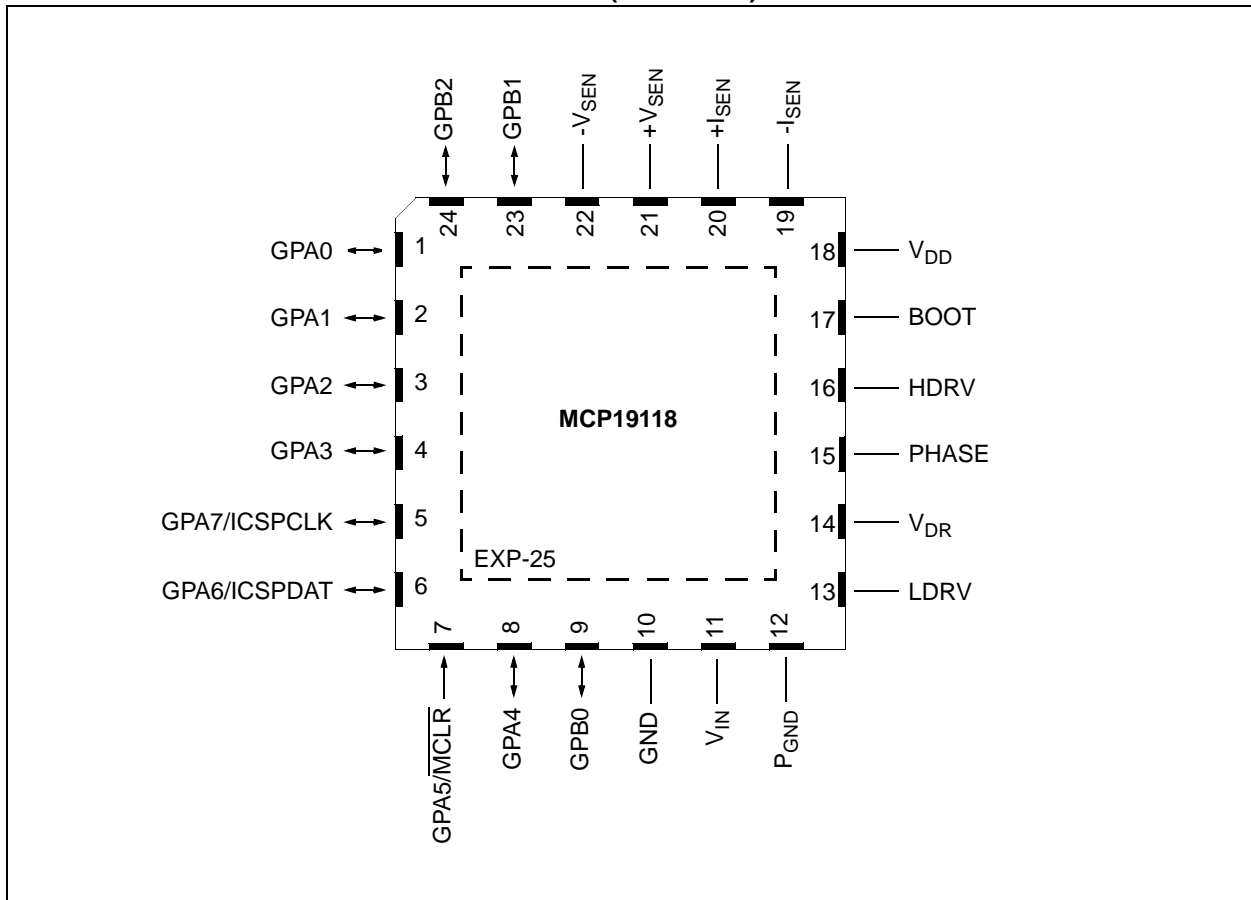 GPB2
GPB1
-VSEN
+VSEN
+ISEN
-ISEN
24
23
22
21
20
19
GPA0
1
18
VDD
GPA1
2
17
BOOT
GPA2
3
16
HDRV
MCP19118
GPA3
4
15
PHASE
GPA7/ICSPCLK
5
14
VDR
EXP-25
GPA6/ICSPDAT
6
13
LDRV
7
8
9
10
11
12
GPA5/MCLR
GPA4
GPB0
GND
VIN
PGND